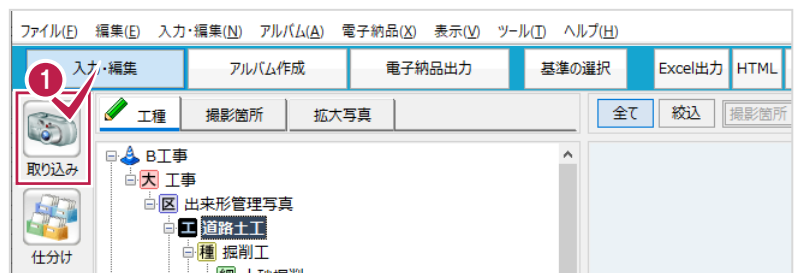 ファイル(F) 編集(E) 入力・編集(N) アルバム(A) 電子納品(X) 表示(V) ツール(T) ヘルプ(H)
入力・編集 アルバム作成 電子納品出力 基準の選択 Excel出力 HTML
1
工種 撮影箇所 拡大写真 全て 絞込 撮影箇所
取り込み
B工事
大 工事
区 出来形管理写真
工 道路土工
仕分け
種 掘削工
細 土砂掘削